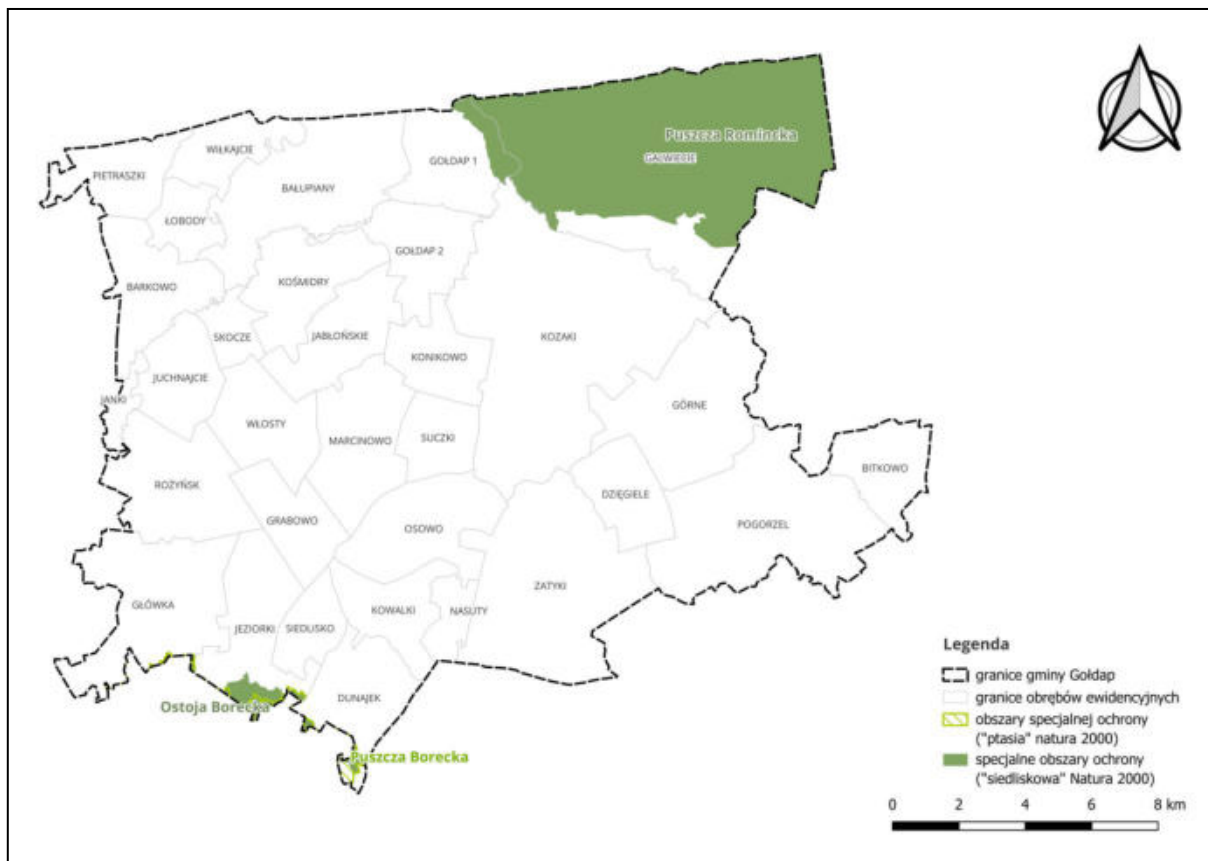 Puszcza Romincka
GAŁWIECIE
WIŁKAJCIE
GOŁDAP 1
PIETRASZKI
BAŁUPIANY
ŁOBODY
GOŁDAP 2
KOŚMIDRY
BARKOWO
SKOCZE
JABŁOŃSKIE
KOZAKI
KONIKOWO
JUCHNAJCIE
JANKI
GÓRNE
WŁOSTY
MARCINOWO
SUCZKI
BITKOWO
ROŻYŃSK
DZIĘGIELE
GRABOWO
OSOWO
POGORZEL
ZATYKI
GŁÓWKA
KOWALKI
NASUTY
JEZIORKI
SIEDLISKO
DUNAJEK
Ostoja Borecka
Puszcza Borecka
Legenda
granice gminy Gołdap
granice obrębów ewidencyjnych
obszary specjalnej ochrony
("ptasia" natura 2000)
specjalne obszary ochrony
("siedliskowa" Natura 2000)
0 2 4 6 8 km